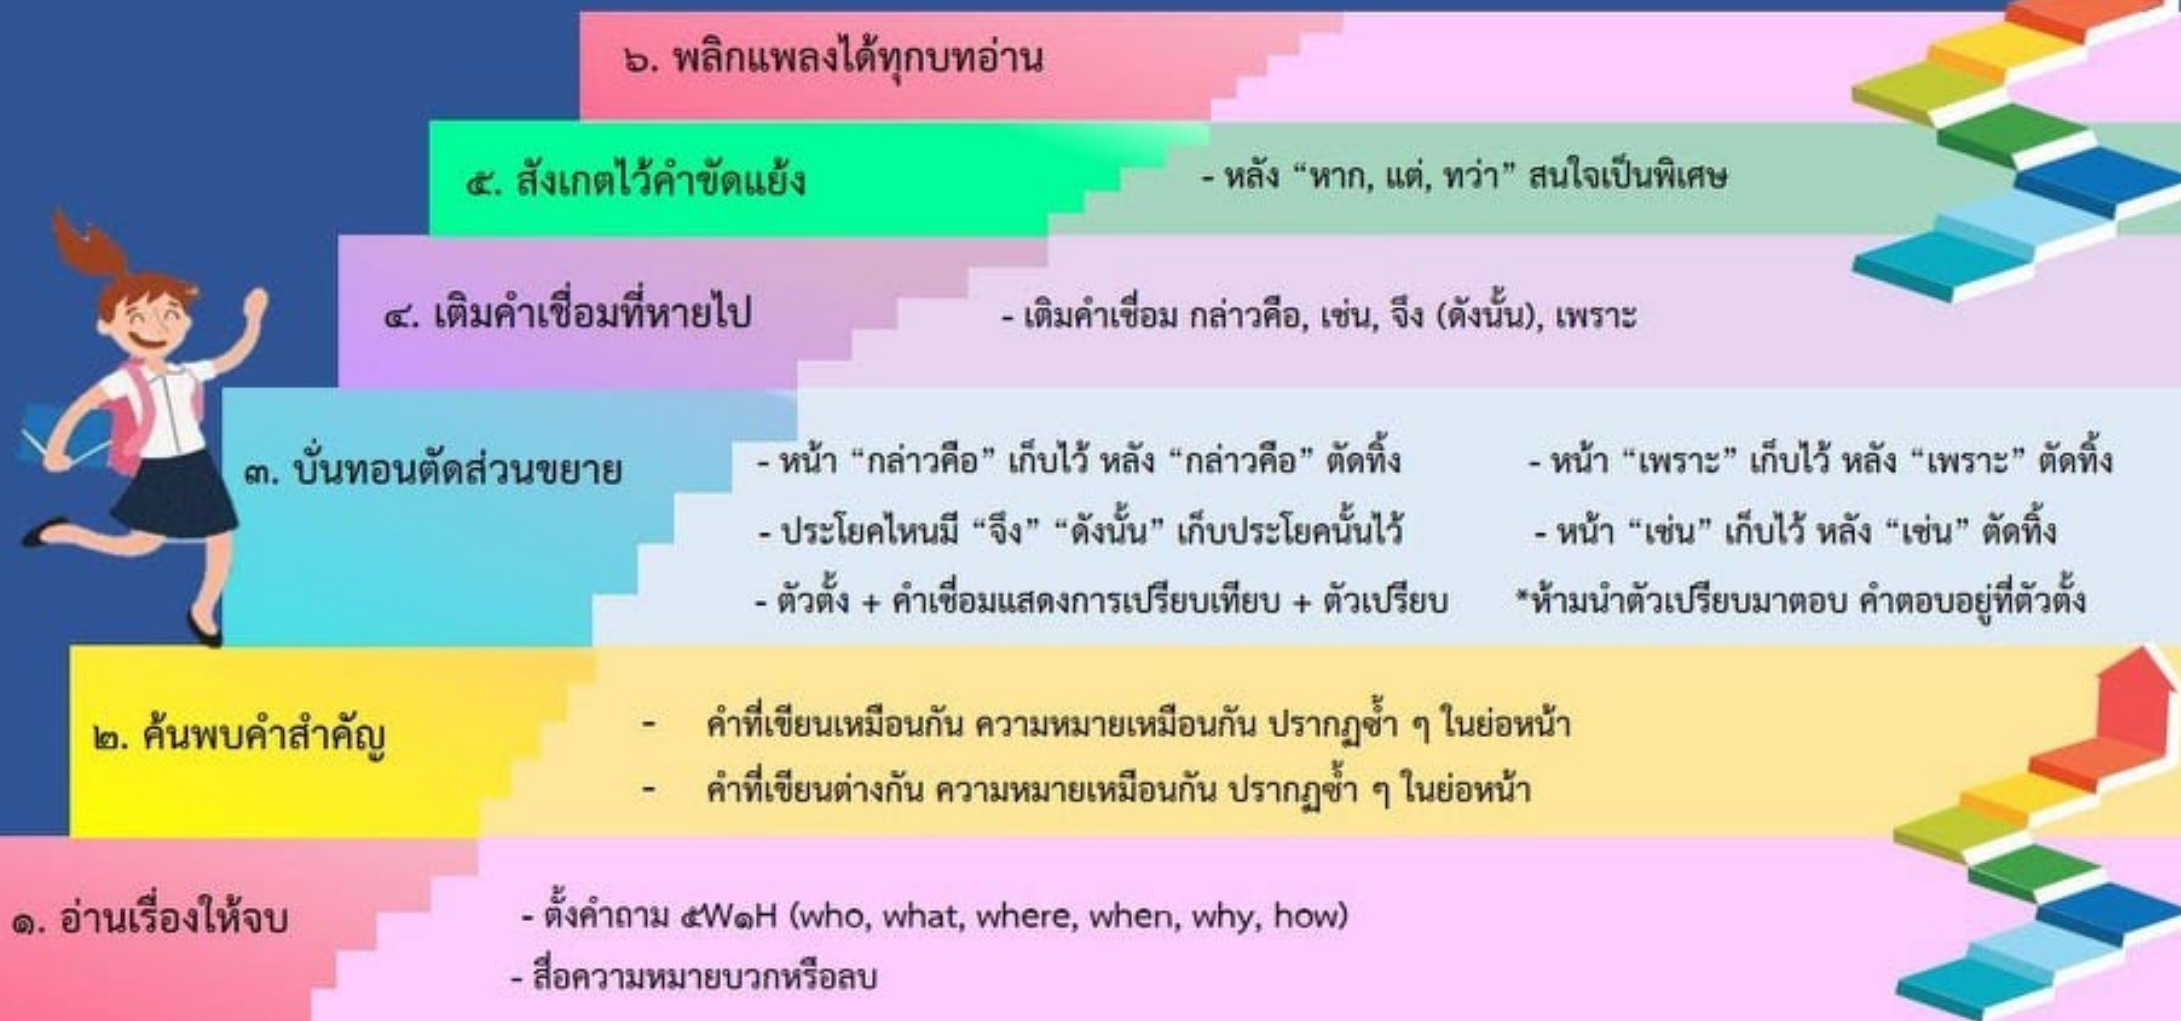 ๖. พลิกแพลงได้ทุกบทอ่าน
๕. สังเกตไว้คำขัดแย้ง
- หลัง “หาก, แต่, ทว่า” สนใจเป็นพิเศษ
๔. เติมคำเชื่อมที่หายไป
- เติมคำเชื่อม กล่าวคือ, เช่น, จึง (ดังนั้น), เพราะ
๓. บั่นทอนตัดส่วนขยาย
- หน้า “กล่าวคือ” เก็บไว้ หลัง “กล่าวคือ” ตัดทิ้ง
- หน้า “เพราะ” เก็บไว้ หลัง “เพราะ” ตัดทิ้ง
- ประโยคไหนมี “จึง” “ดังนั้น” เก็บประโยคนั้นไว้
- หน้า “เช่น” เก็บไว้ หลัง “เช่น” ตัดทิ้ง
- ตัวตั้ง + คำเชื่อมแสดงการเปรียบเทียบ + ตัวเปรียบ
*ห้ามนำตัวเปรียบมาตอบ คำตอบอยู่ที่ตัวตั้ง
๒. ค้นพบคำสำคัญ
- คำที่เขียนเหมือนกัน ความหมายเหมือนกัน ปรากฏซ้ำ ๆ ในย่อหน้า
- คำที่เขียนต่างกัน ความหมายเหมือนกัน ปรากฏซ้ำ ๆ ในย่อหน้า
๑. อ่านเรื่องให้จบ
- ตั้งคำถาม ๕W๑H (who, what, where, when, why, how)
- สื่อความหมายบวกหรือลบ